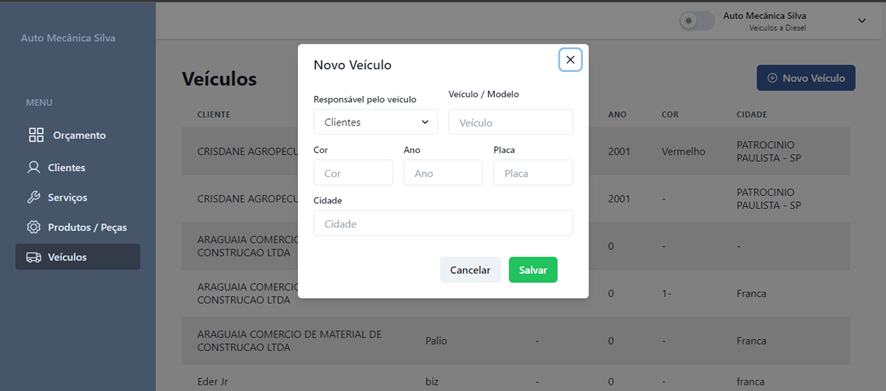 Auto Mecânica Silva
Auto Mecânica Silva
Veículos a Diesel
MENU
Orçamento
Clientes
Serviços
Produtos / Peças
Veículos
Veículos
Novo Veículo
CLIENTE ANO COR CIDADE
CRISDANE AGROPECU 2001 Vermelho PATROCINIO
PAULISTA - SP
CRISDANE AGROPECU 2001 - PATROCINIO
PAULISTA - SP
ARAGUAIA COMERCIO 0 - -
CONSTRUCAO LTDA
ARAGUAIA COMERCIO 0 1- Franca
CONSTRUCAO LTDA
ARAGUAIA COMERCIO DE MATERIAL DE
CONSTRUCAO LTDA Palio - 0 - Franca
Eder Jr biz - 0 - franca
Novo Veículo
Responsável pelo veículo Veículo / Modelo
Clientes Veículo
Cor Ano Placa
Cor Ano Placa
Cidade
Cidade
Cancelar Salvar